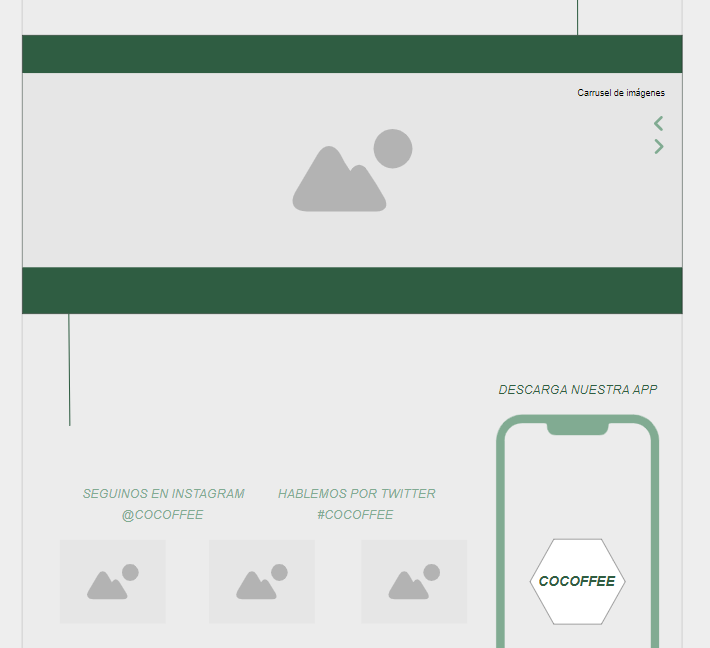 Carrusel de imágenes
DESCARGA NUESTRA APP
SEGUINOS EN INSTAGRAM
@COCOFFEE
HABLEMOS POR TWITTER
#COCOFFEE
COCOFFEE